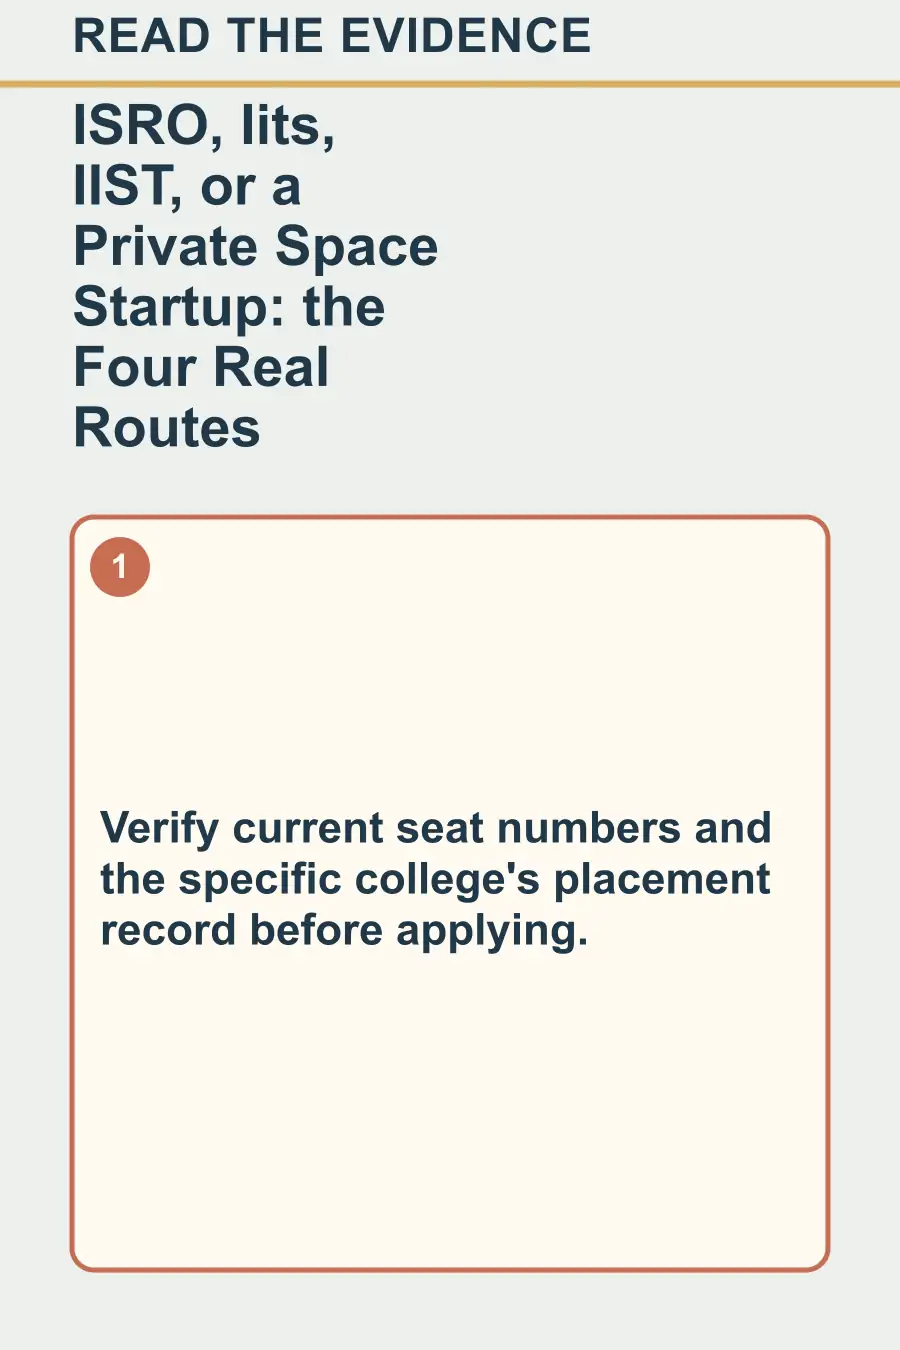 READ THE EVIDENCE
ISRO, Iits,
IIST, or a
Private Space
Startup: the
Four Real
Routes
1
Verify current seat numbers and
the specific college's placement
record before applying.